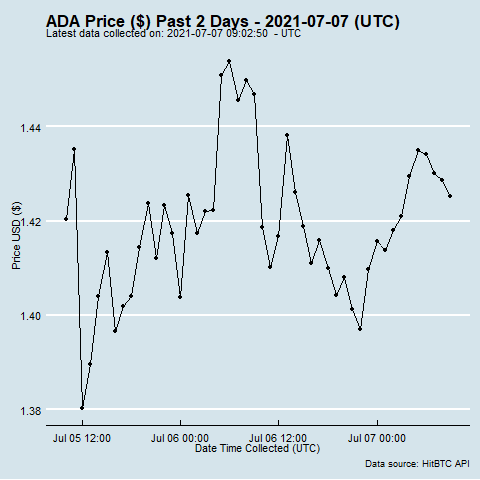 ADA Price ($) Past 2 Days - 2021-07-07 (UTC)
Latest data collected on: 2021-07-07 09:02:50  - UTC
1.44
1.42
1.40
1.38
Price USD ($)
Jul 05 12:00 Jul 06 00:00 Jul 06 12:00 Jul 07 00:00
Date Time Collected (UTC)
Data source: HitBTC API